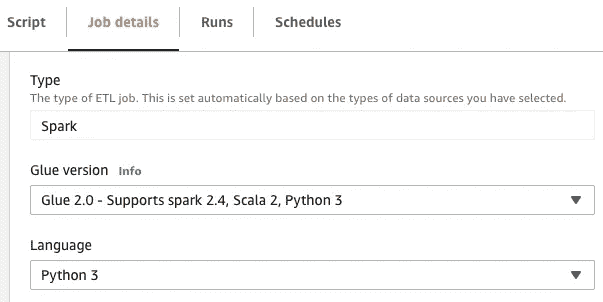 Script Job details Runs Schedules
Type
The type of ETL job. This is set automatically based on the types of data sources you have selected.
Spark
Glue version Info
Glue 2.0 - Supports spark 2.4, Scala 2, Python 3
Language
Python 3